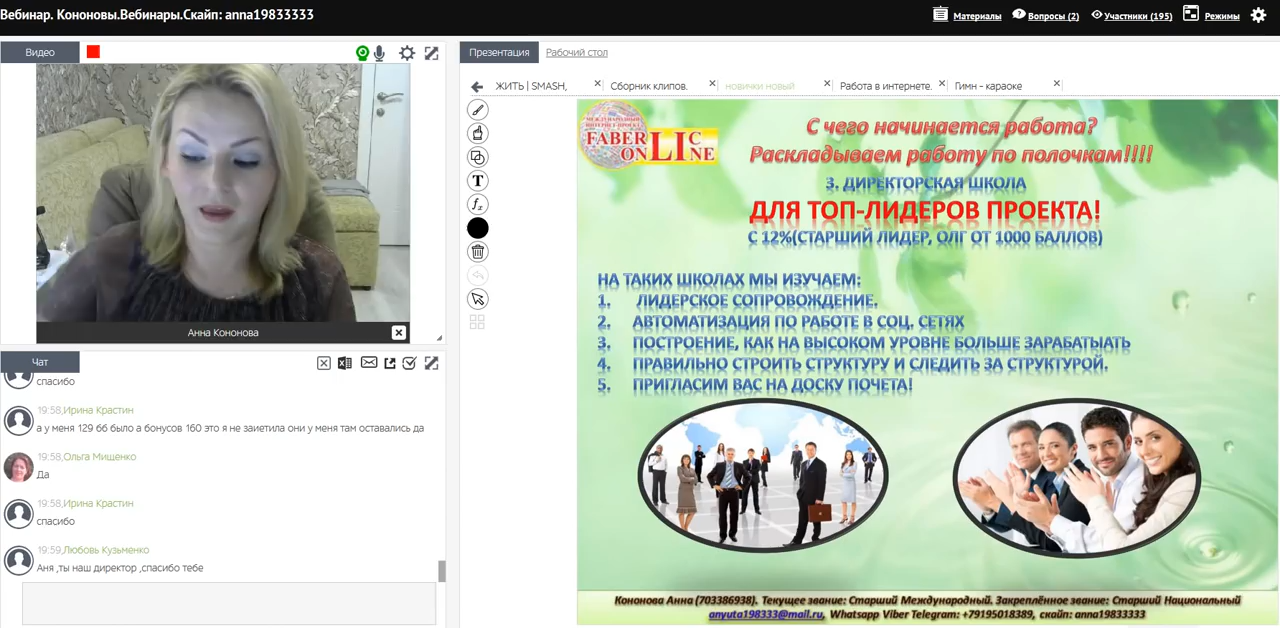 Вебинар. Кононовы.Вебинары.Скайп: anna19833333
Материалы
Вопросы (2)
Участники (195)
Режимы
Видео
Анна Кононова
Чат
спасибо
19:58,Ирина Крастин
а у меня 129 бб было а бонусов 160 это я не заиетила они у меня там оставались да
19:58,Ольга Мищенко
Да
19:58,Ирина Крастин
спасибо
19:59,Любовь Кузьменко
Аня ,ты наш директор ,спасибо тебе
Презентация
Рабочий стол
ЖИТЬ | SMASH,
Сборник клипов.
новички новый
Работа в интернете.
Гимн - караоке
МЕЖДУНАРОДНЫЙ
ИНТЕРНЕТ-ПРОЕКТ
FABERLIC
ONLINE
С чего начинается работа?
Раскладываем работу по полочкам!!!!
3. ДИРЕКТОРСКАЯ ШКОЛА
ДЛЯ ТОП-ЛИДЕРОВ ПРОЕКТА!
С 12%(СТАРШИЙ ЛИДЕР, ОЛГ ОТ 1000 БАЛЛОВ)
НА ТАКИХ ШКОЛАХ МЫ ИЗУЧАЕМ:
1. ЛИДЕРСКОЕ СОПРОВОЖДЕНИЕ.
2. АВТОМАТИЗАЦИЯ ПО РАБОТЕ В СОЦ. СЕТЯХ
3. ПОСТРОЕНИЕ, КАК НА ВЫСОКОМ УРОВНЕ БОЛЬШЕ ЗАРАБАТЫАТЬ
4. ПРАВИЛЬНО СТРОИТЬ СТРУКТУРУ И СЛЕДИТЬ ЗА СТРУКТУРОЙ.
5. ПРИГЛАСИМ ВАС НА ДОСКУ ПОЧЕТА!
Кононова Анна (703386938). Текущее звание: Старший Международный. Закреплённое звание: Старший Национальный
anyuta198333@mail.ru, Whatsapp Viber Telegram: +79195018389, скайп: anna19833333